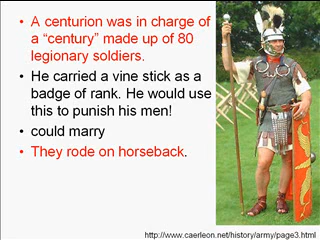 A centurion was in charge of
a “century” made up of 80
legionary soldiers.
He carried a vine stick as a
badge of rank. He would use
this to punish his men!
could marry
They rode on horseback.
http://www.caerleon.net/history/army/page3.html